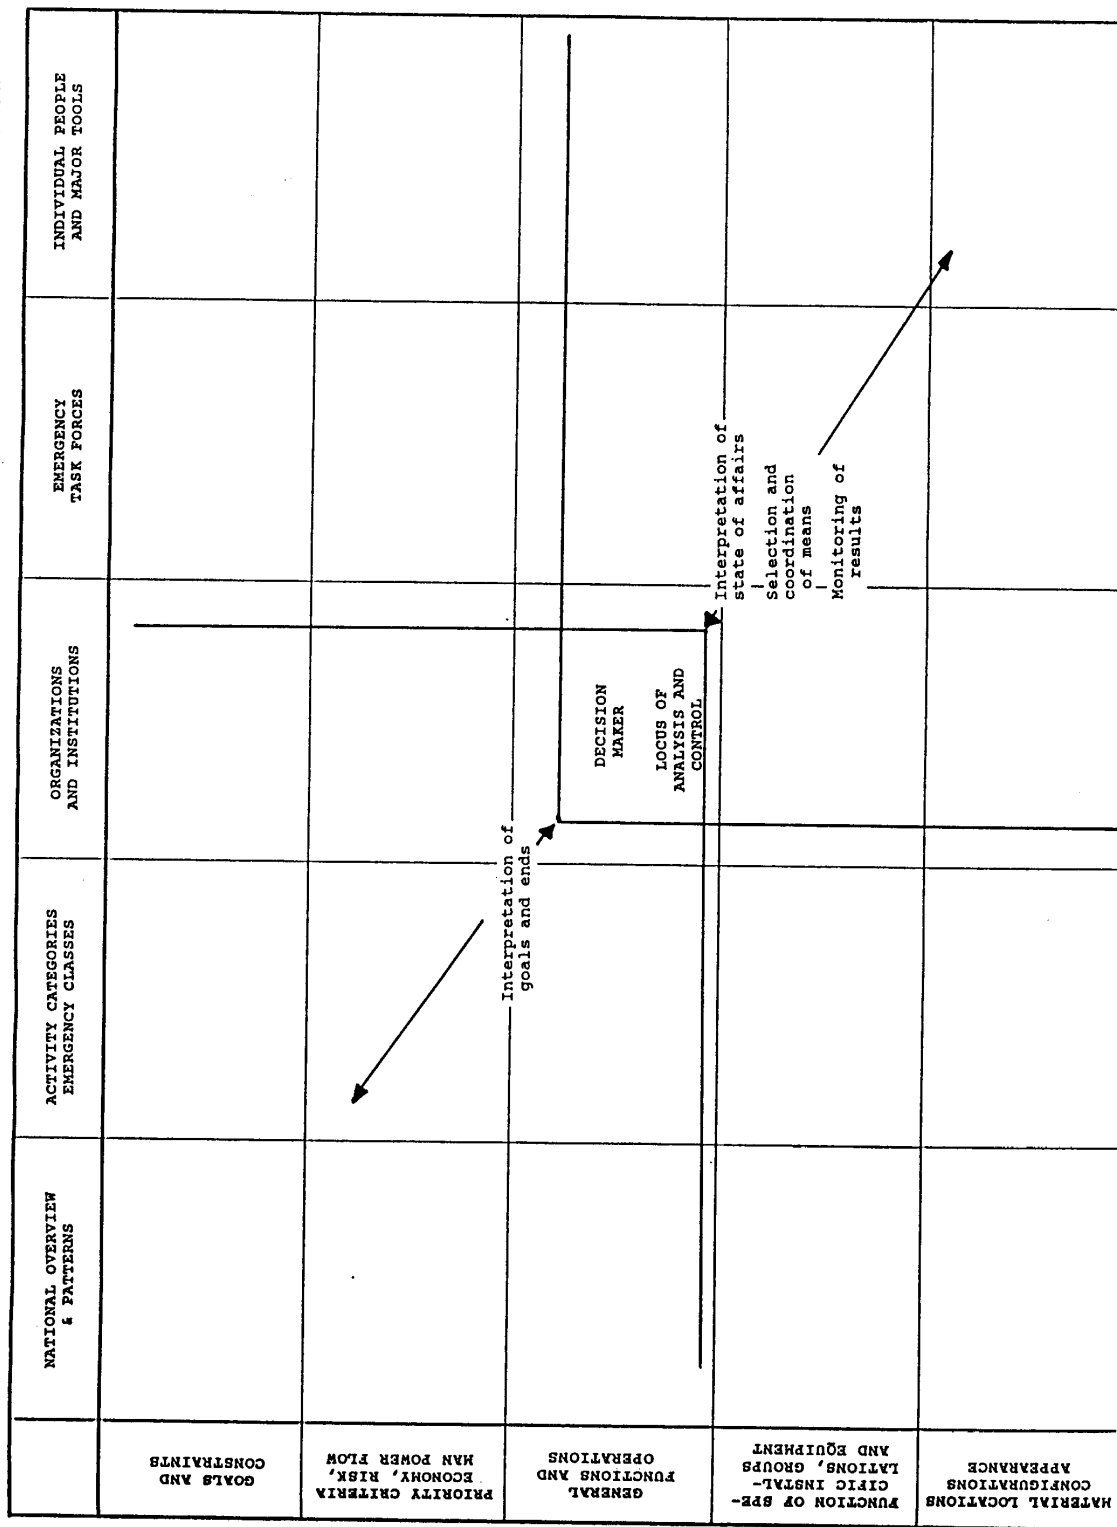 NATIONAL OVERVIEW
& PATTERNS
ACTIVITY CATEGORIES
EMERGENCY CLASSES
ORGANIZATIONS
AND INSTITUTIONS
EMERGENCY
TASK FORCES
INDIVIDUAL PEOPLE
AND MAJOR TOOLS
GOALS AND
CONSTRAINTS
PRIORITY CRITERIA
ECONOMY, RISK,
MAN POWER FLOW
Interpretation of
goals and ends
GENERAL
FUNCTIONS AND
OPERATIONS
DECISION
MAKER
LOCUS OF
ANALYSIS AND
CONTROL
FUNCTION OF SPE-
CIFIC INSTAL-
LATIONS, GROUPS
AND EQUIPMENT
Interpretation of
state of affairs
Selection and
coordination
of means
Monitoring of
results
MATERIAL LOCATIONS
CONFIGURATIONS
APPEARANCE